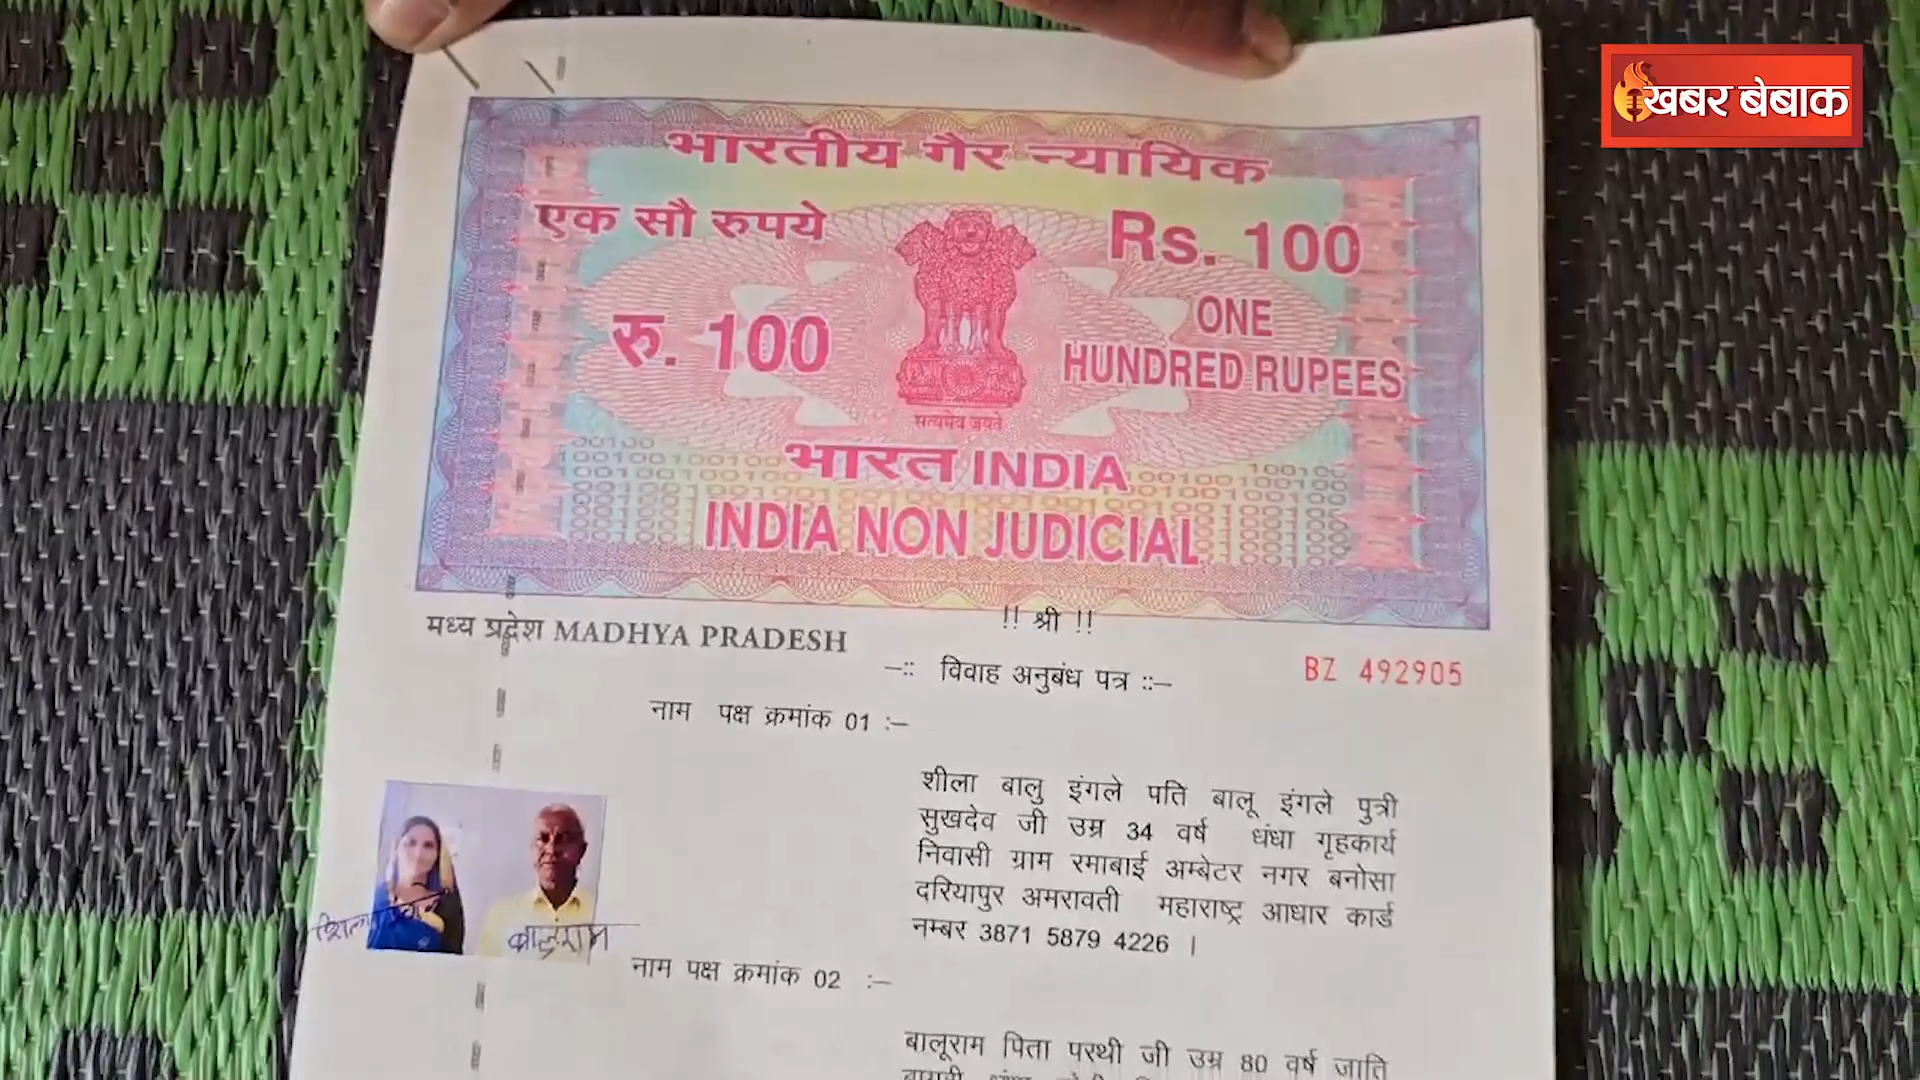 खबर बेबाक
भारतीय गैर न्यायिक
एक सौ रुपये
Rs. 100
रु. 100
ONE
HUNDRED RUPEES
सत्यमेव जयते
भारत INDIA
INDIA NON JUDICIAL
!! श्री !!
मध्य प्रदेश MADHYA PRADESH
BZ 492905
–:: विवाह अनुबंध पत्र ::–
नाम पक्ष क्रमांक 01 :–
शीला बालु इंगले पति बालू इंगले पुत्री
सुखदेव जी उम्र 34 वर्ष धंधा गृहकार्य
निवासी ग्राम रमाबाई अम्बेटर नगर बनोसा
दरियापुर अमरावती महाराष्ट्र आधार कार्ड
नम्बर 3871 5879 4226 ।
बालुराम
नाम पक्ष क्रमांक 02 :–
बालूराम पिता परथी जी उम्र 80 वर्ष जाति